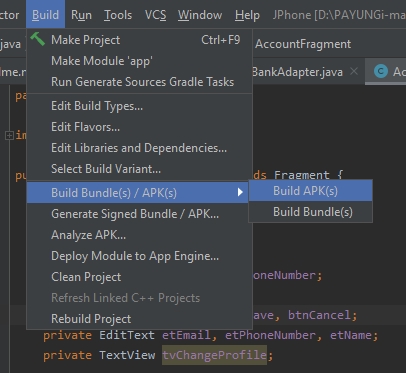 ctor Build Run Tools VCS Window Help JPhone [D:\PAYUNGi-ma
java AccountFragment
Make Project Ctrl+F9
Make Module 'app'
dme.m BankAdapter.java Ac
Run Generate Sources Gradle Tasks
pa
Edit Build Types...
Edit Flavors...
im
Edit Libraries and Dependencies...
Select Build Variant...
pu ds Fragment {
Build Bundle(s) / APK(s) Build APK(s)
Generate Signed Bundle / APK... Build Bundle(s)
Analyze APK...
Deploy Module to App Engine...
Clean Project honeNumber;
Refresh Linked C++ Projects
Rebuild Project ave, btnCancel;
private EditText etEmail, etPhoneNumber, etName;
private TextView tvChangeProfile;